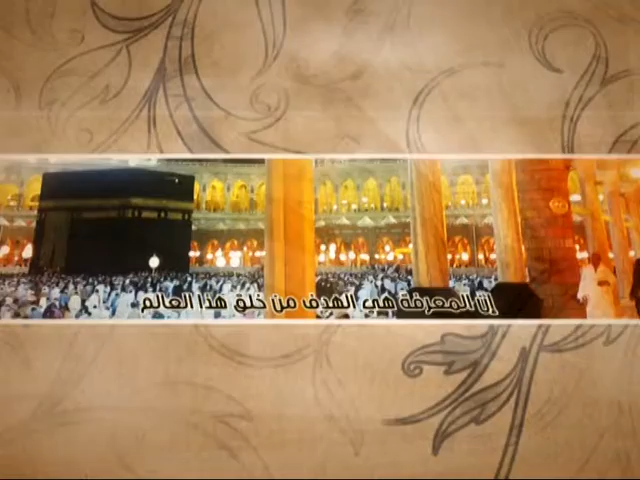 إن المعرفة هي الهدف من خلق هذا العالم